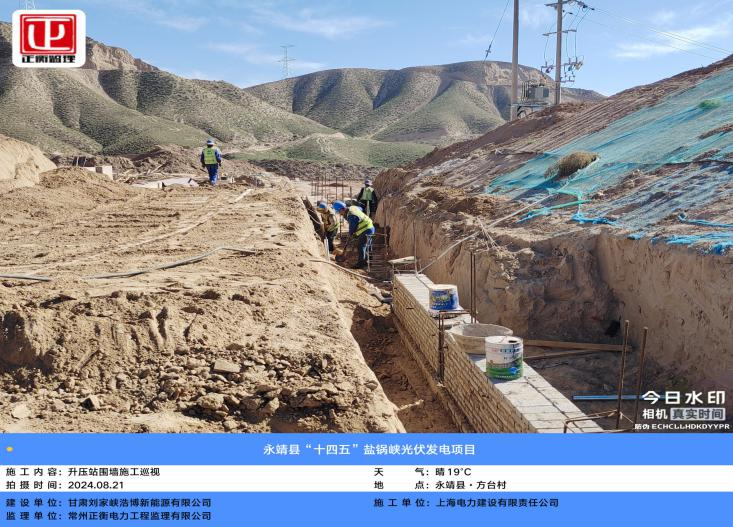 正衡监理
今日水印
相机 真实时间
防伪 ECHCLLHDKDYYPR
永靖县“十四五”盐锅峡光伏发电项目
施工内容：升压站围墙施工巡视
天 气：晴 19℃
拍摄时间：2024.08.21
地 点：永靖县·方台村
建设单位：甘肃刘家峡浩博新能源有限公司
施工单位：上海电力建设有限责任公司
监理单位：常州正衡电力工程监理有限公司